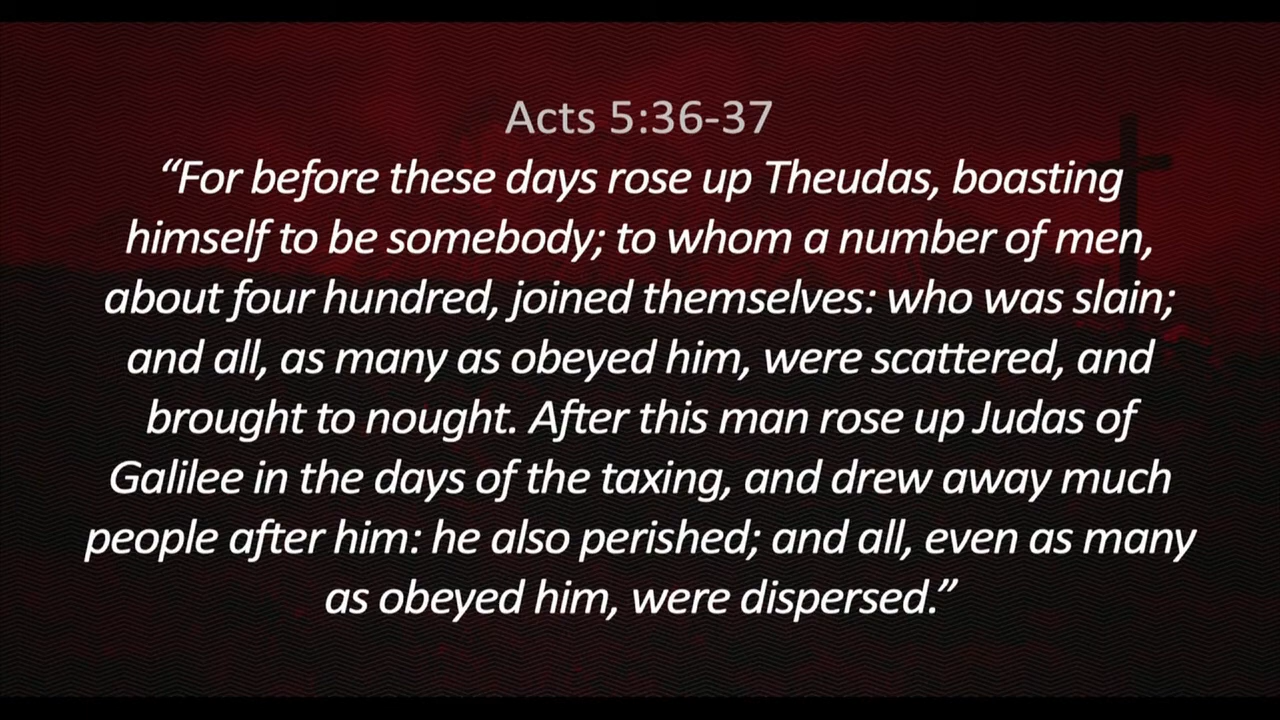 Acts 5:36-37
“For before these days rose up Theudas, boasting
himself to be somebody; to whom a number of men,
about four hundred, joined themselves: who was slain;
and all, as many as obeyed him, were scattered, and
brought to nought. After this man rose up Judas of
Galilee in the days of the taxing, and drew away much
people after him: he also perished; and all, even as many
as obeyed him, were dispersed.”